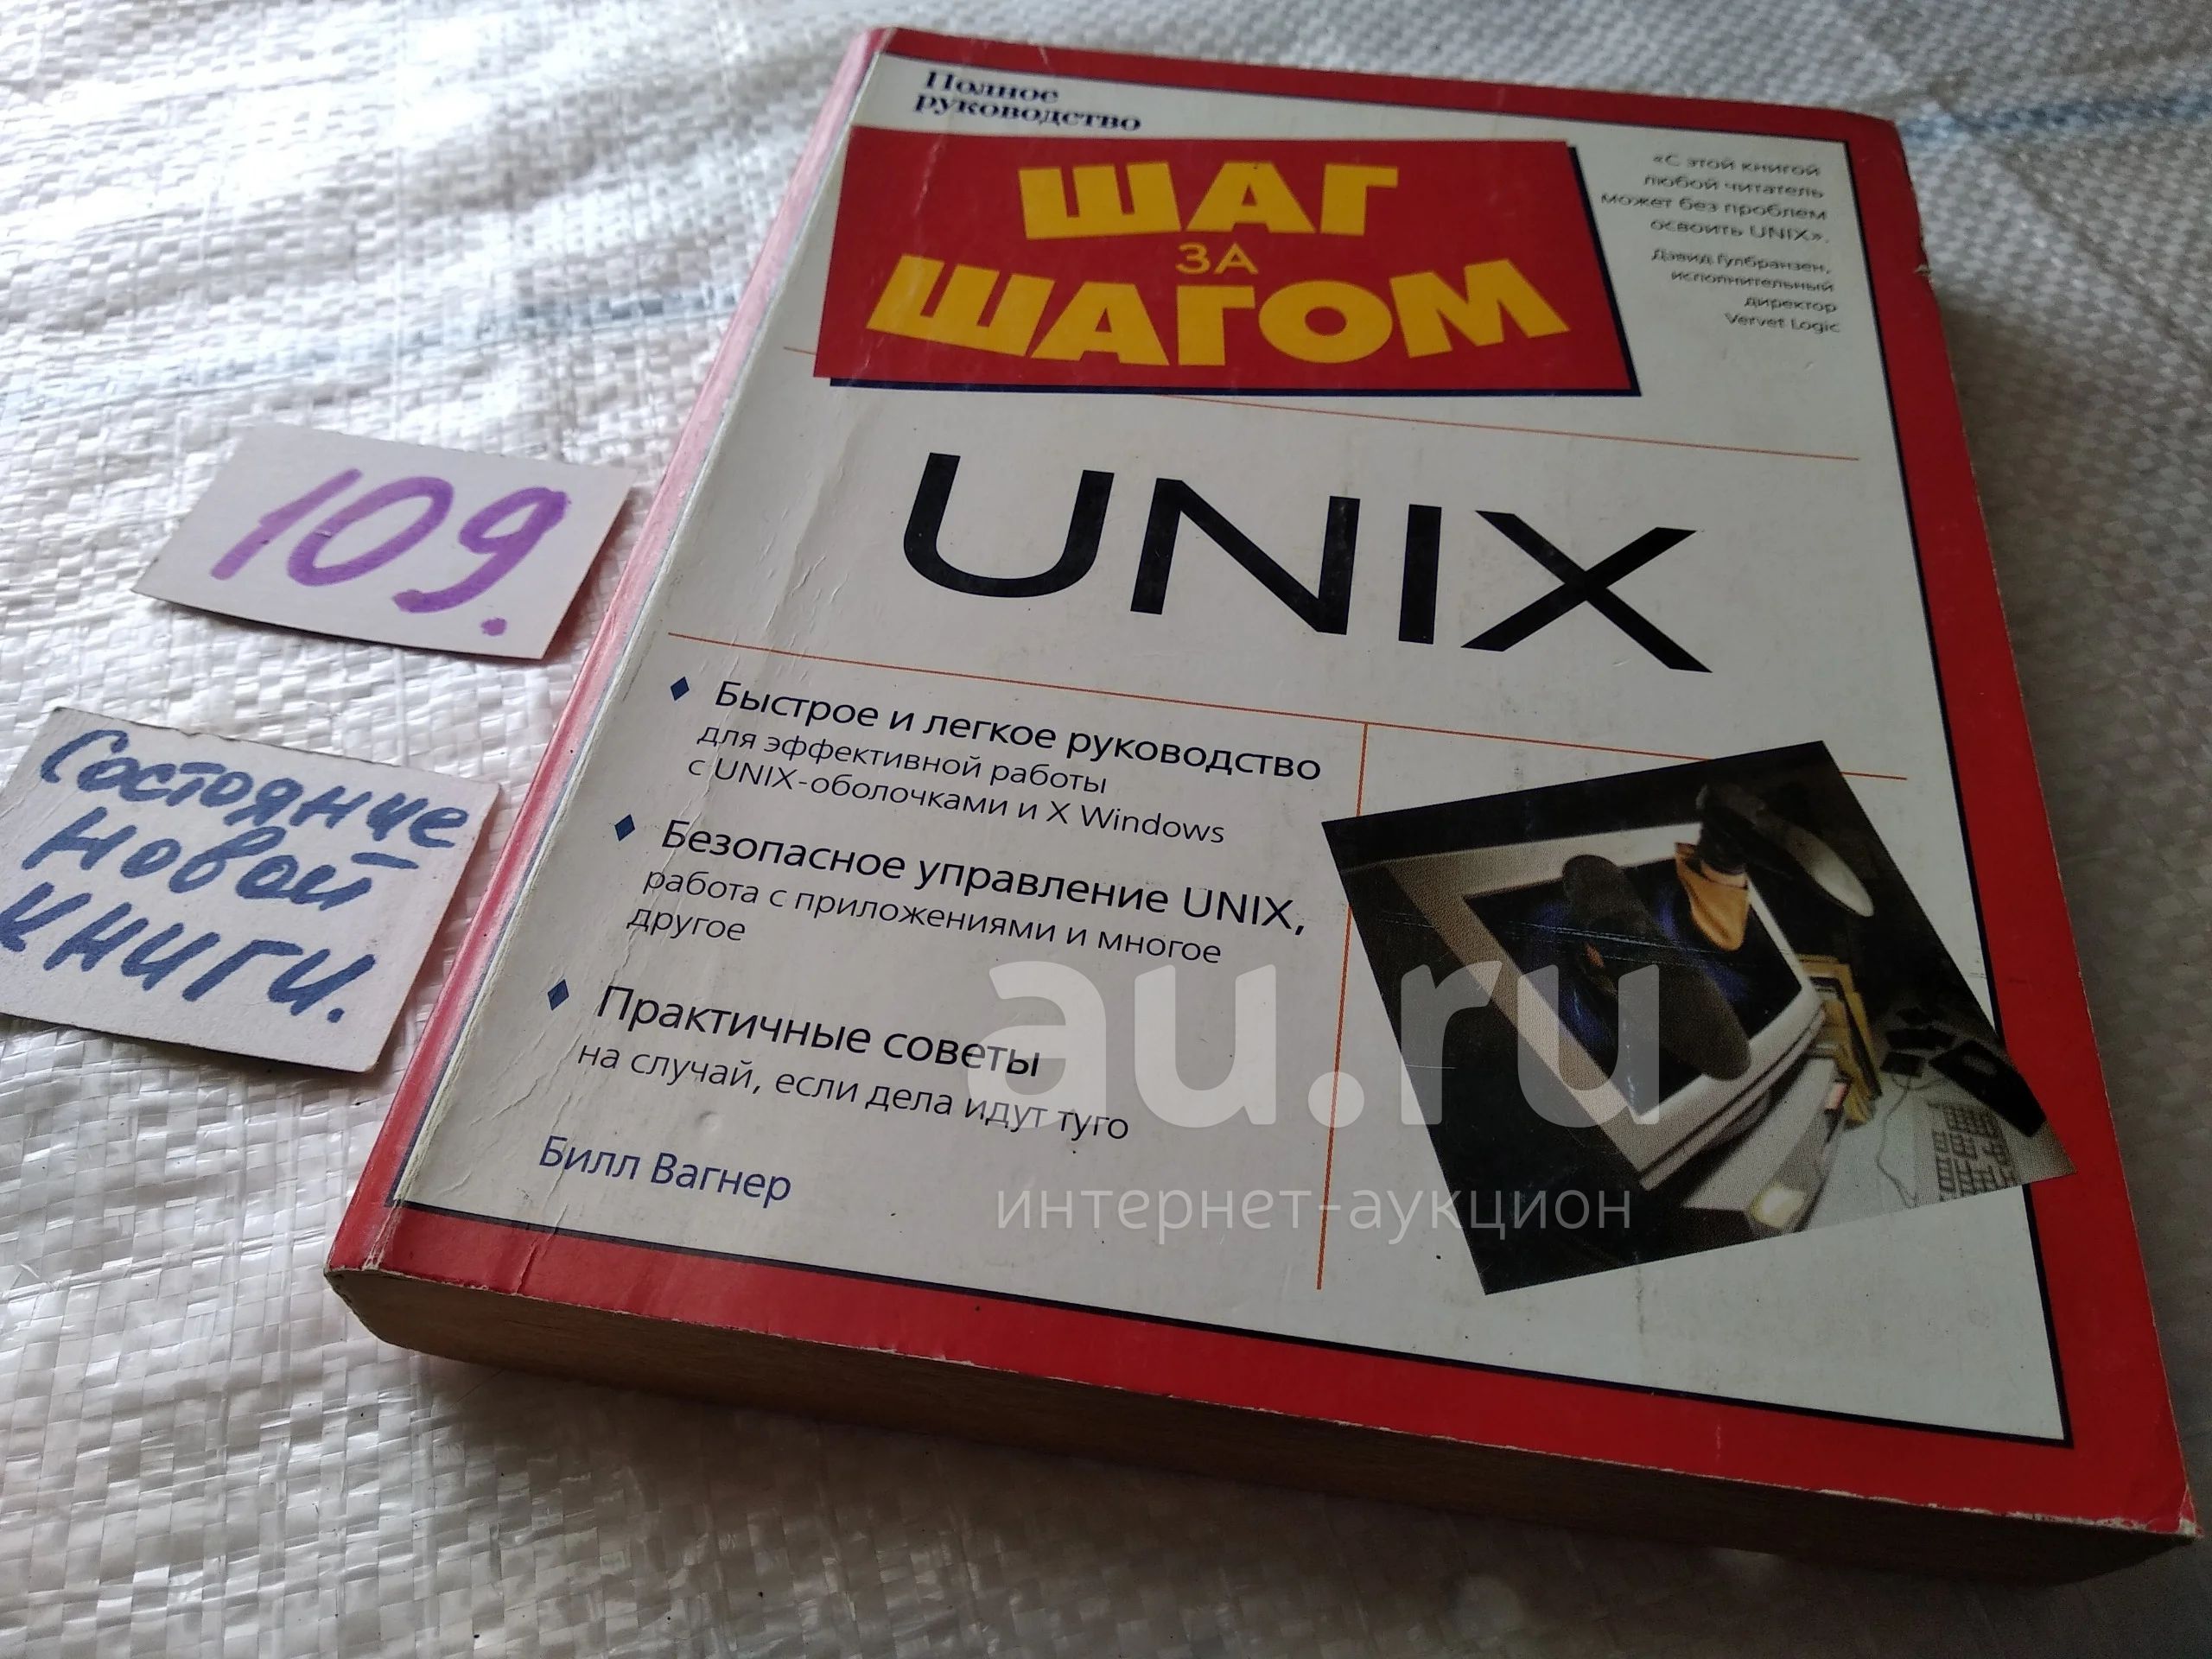 Полное
руководство
ШАГ
ЗА
ШАГОМ
«С этой книгой
любой читатель
может без проблем
освоить UNIX».
Дэвид Гулбранзен,
исполнительный
директор
Vervet Logic
UNIX
Быстрое и легкое руководство
для эффективной работы
с UNIX-оболочками и X Windows
Безопасное управление UNIX,
работа с приложениями и многое
другое
Практичные советы
на случай, если дела идут туго
Билл Вагнер
109.
Состояние
новой
книги.
au.ru
интернет-аукцион